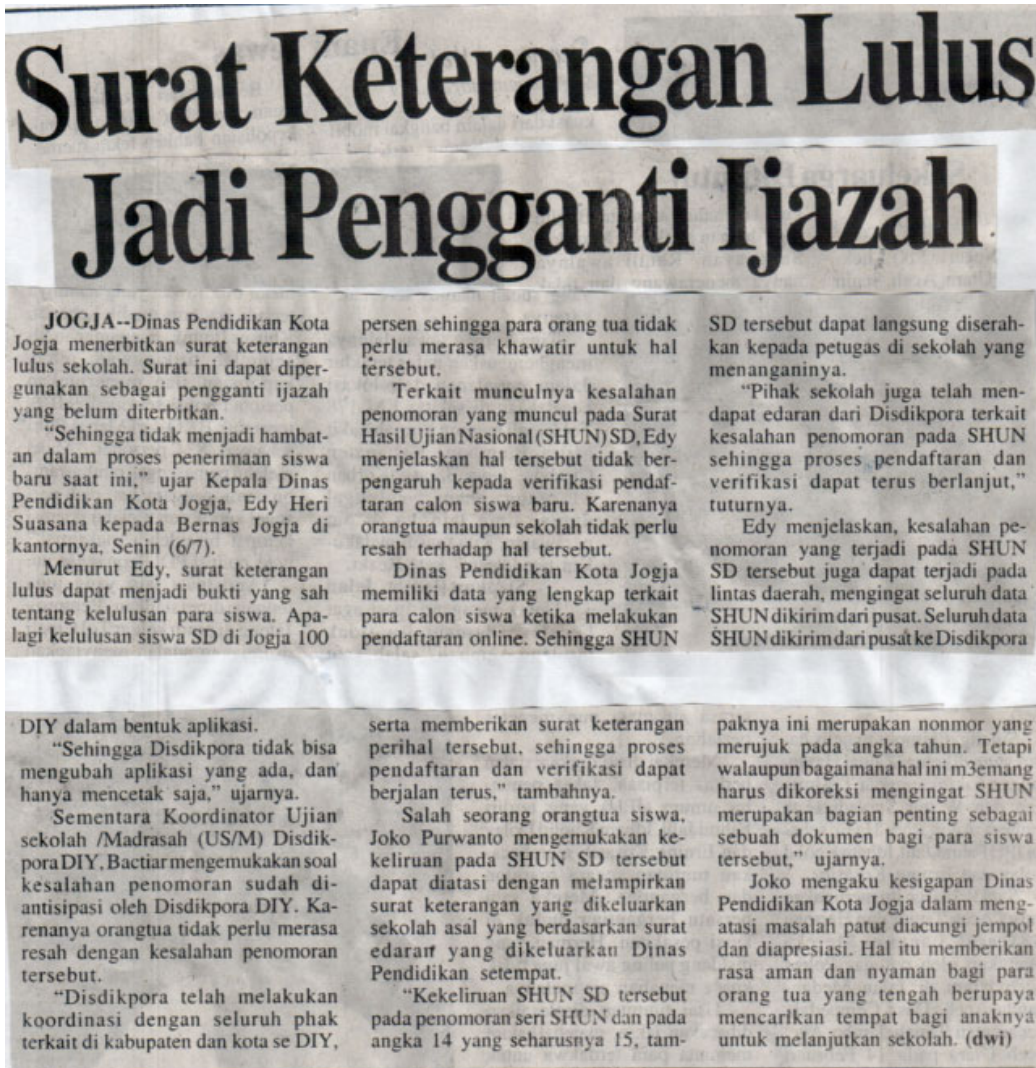 Surat Keterangan Lulus
Jadi Pengganti Ijazah
JOGJA--Dinas Pendidikan Kota
Jogja menerbitkan surat keterangan
lulus sekolah. Surat ini dapat diper-
gunakan sebagai pengganti ijazah
yang belum diterbitkan.
“Sehingga tidak menjadi hambat-
an dalam proses penerimaan siswa
baru saat ini,” ujar Kepala Dinas
Pendidikan Kota Jogja, Edy Heri
Suasana kepada Bernas Jogja di
kantornya, Senin (6/7).
Menurut Edy, surat keterangan
lulus dapat menjadi bukti yang sah
tentang kelulusan para siswa. Apa-
lagi kelulusan siswa SD di Jogja 100
persen sehingga para orang tua tidak
perlu merasa khawatir untuk hal
tersebut.
Terkait munculnya kesalahan
penomoran yang muncul pada Surat
Hasil Ujian Nasional (SHUN) SD, Edy
menjelaskan hal tersebut tidak ber-
pengaruh kepada verifikasi pendaf-
taran calon siswa baru. Karenanya
orangtua maupun sekolah tidak perlu
resah terhadap hal tersebut.
Dinas Pendidikan Kota Jogja
memiliki data yang lengkap terkait
para calon siswa ketika melakukan
pendaftaran online. Sehingga SHUN
SD tersebut dapat langsung diserah-
kan kepada petugas di sekolah yang
menanganinya.
“Pihak sekolah juga telah men-
dapat edaran dari Disdikpora terkait
kesalahan penomoran pada SHUN
sehingga proses pendaftaran dan
verifikasi dapat terus berlanjut,”
tuturnya.
Edy menjelaskan, kesalahan pe-
nomoran yang terjadi pada SHUN
SD tersebut juga dapat terjadi pada
lintas daerah, mengingat seluruh data
SHUN dikirim dari pusat. Seluruh data
SHUN dikirim dari pusat ke Disdikpora
DIY dalam bentuk aplikasi.
“Sehingga Disdikpora tidak bisa
mengubah aplikasi yang ada, dan
hanya mencetak saja,” ujarnya.
Sementara Koordinator Ujian
sekolah /Madrasah (US/M) Disdik-
pora DIY, Bactiar mengemukakan soal
kesalahan penomoran sudah di-
antisipasi oleh Disdikpora DIY. Ka-
renanya orangtua tidak perlu merasa
resah dengan kesalahan penomoran
tersebut.
“Disdikpora telah melakukan
koordinasi dengan seluruh phak
terkait di kabupaten dan kota se DIY,
serta memberikan surat keterangan
perihal tersebut, sehingga proses
pendaftaran dan verifikasi dapat
berjalan terus,” tambahnya.
Salah seorang orangtua siswa,
Joko Purwanto mengemukakan ke-
keliruan pada SHUN SD tersebut
dapat diatasi dengan melampirkan
surat keterangan yang dikeluarkan
sekolah asal yang berdasarkan surat
edaran yang dikeluarkan Dinas
Pendidikan setempat.
“Kekeliruan SHUN SD tersebut
pada penomoran seri SHUN dan pada
angka 14 yang seharusnya 15, tam-
paknya ini merupakan nonmor yang
merujuk pada angka tahun. Tetapi
walaupun bagaimana hal ini m3emang
harus dikoreksi mengingat SHUN
merupakan bagian penting sebagai
sebuah dokumen bagi para siswa
tersebut,” ujarnya.
Joko mengaku kesigapan Dinas
Pendidikan Kota Jogja dalam meng-
atasi masalah patut diacungi jempol
dan diapresiasi. Hal itu memberikan
rasa aman dan nyaman bagi para
orang tua yang tengah berupaya
mencarikan tempat bagi anaknya
untuk melanjutkan sekolah. (dwi)